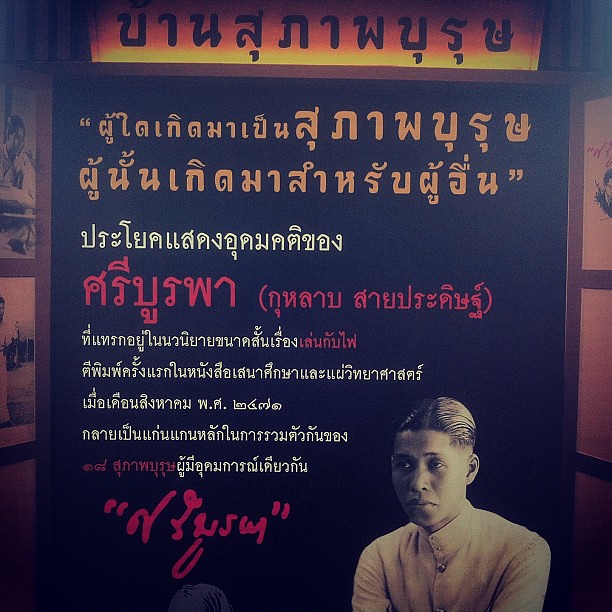 บ้านสุภาพบุรุษ
“ผู้ใดเกิดมาเป็นสุภาพบุรุษ
ผู้นั้นเกิดมาสำหรับผู้อื่น”
ประโยคแสดงอุดมคติของ
ศรีบูรพา (กุหลาบ สายประดิษฐ์)
ที่แทรกอยู่ในนวนิยายขนาดสั้นเรื่องเล่นกับไฟ
ตีพิมพ์ครั้งแรกในหนังสือเสนาศึกษาและแผ่วิทยาศาสตร์
เมื่อเดือนสิงหาคม พ.ศ. ๒๔๗๑
กลายเป็นแก่นแกนหลักในการรวมตัวกันของ
๑๘ สุภาพบุรุษผู้มีอุดมการณ์เดียวกัน
“ศรีบูรพา”